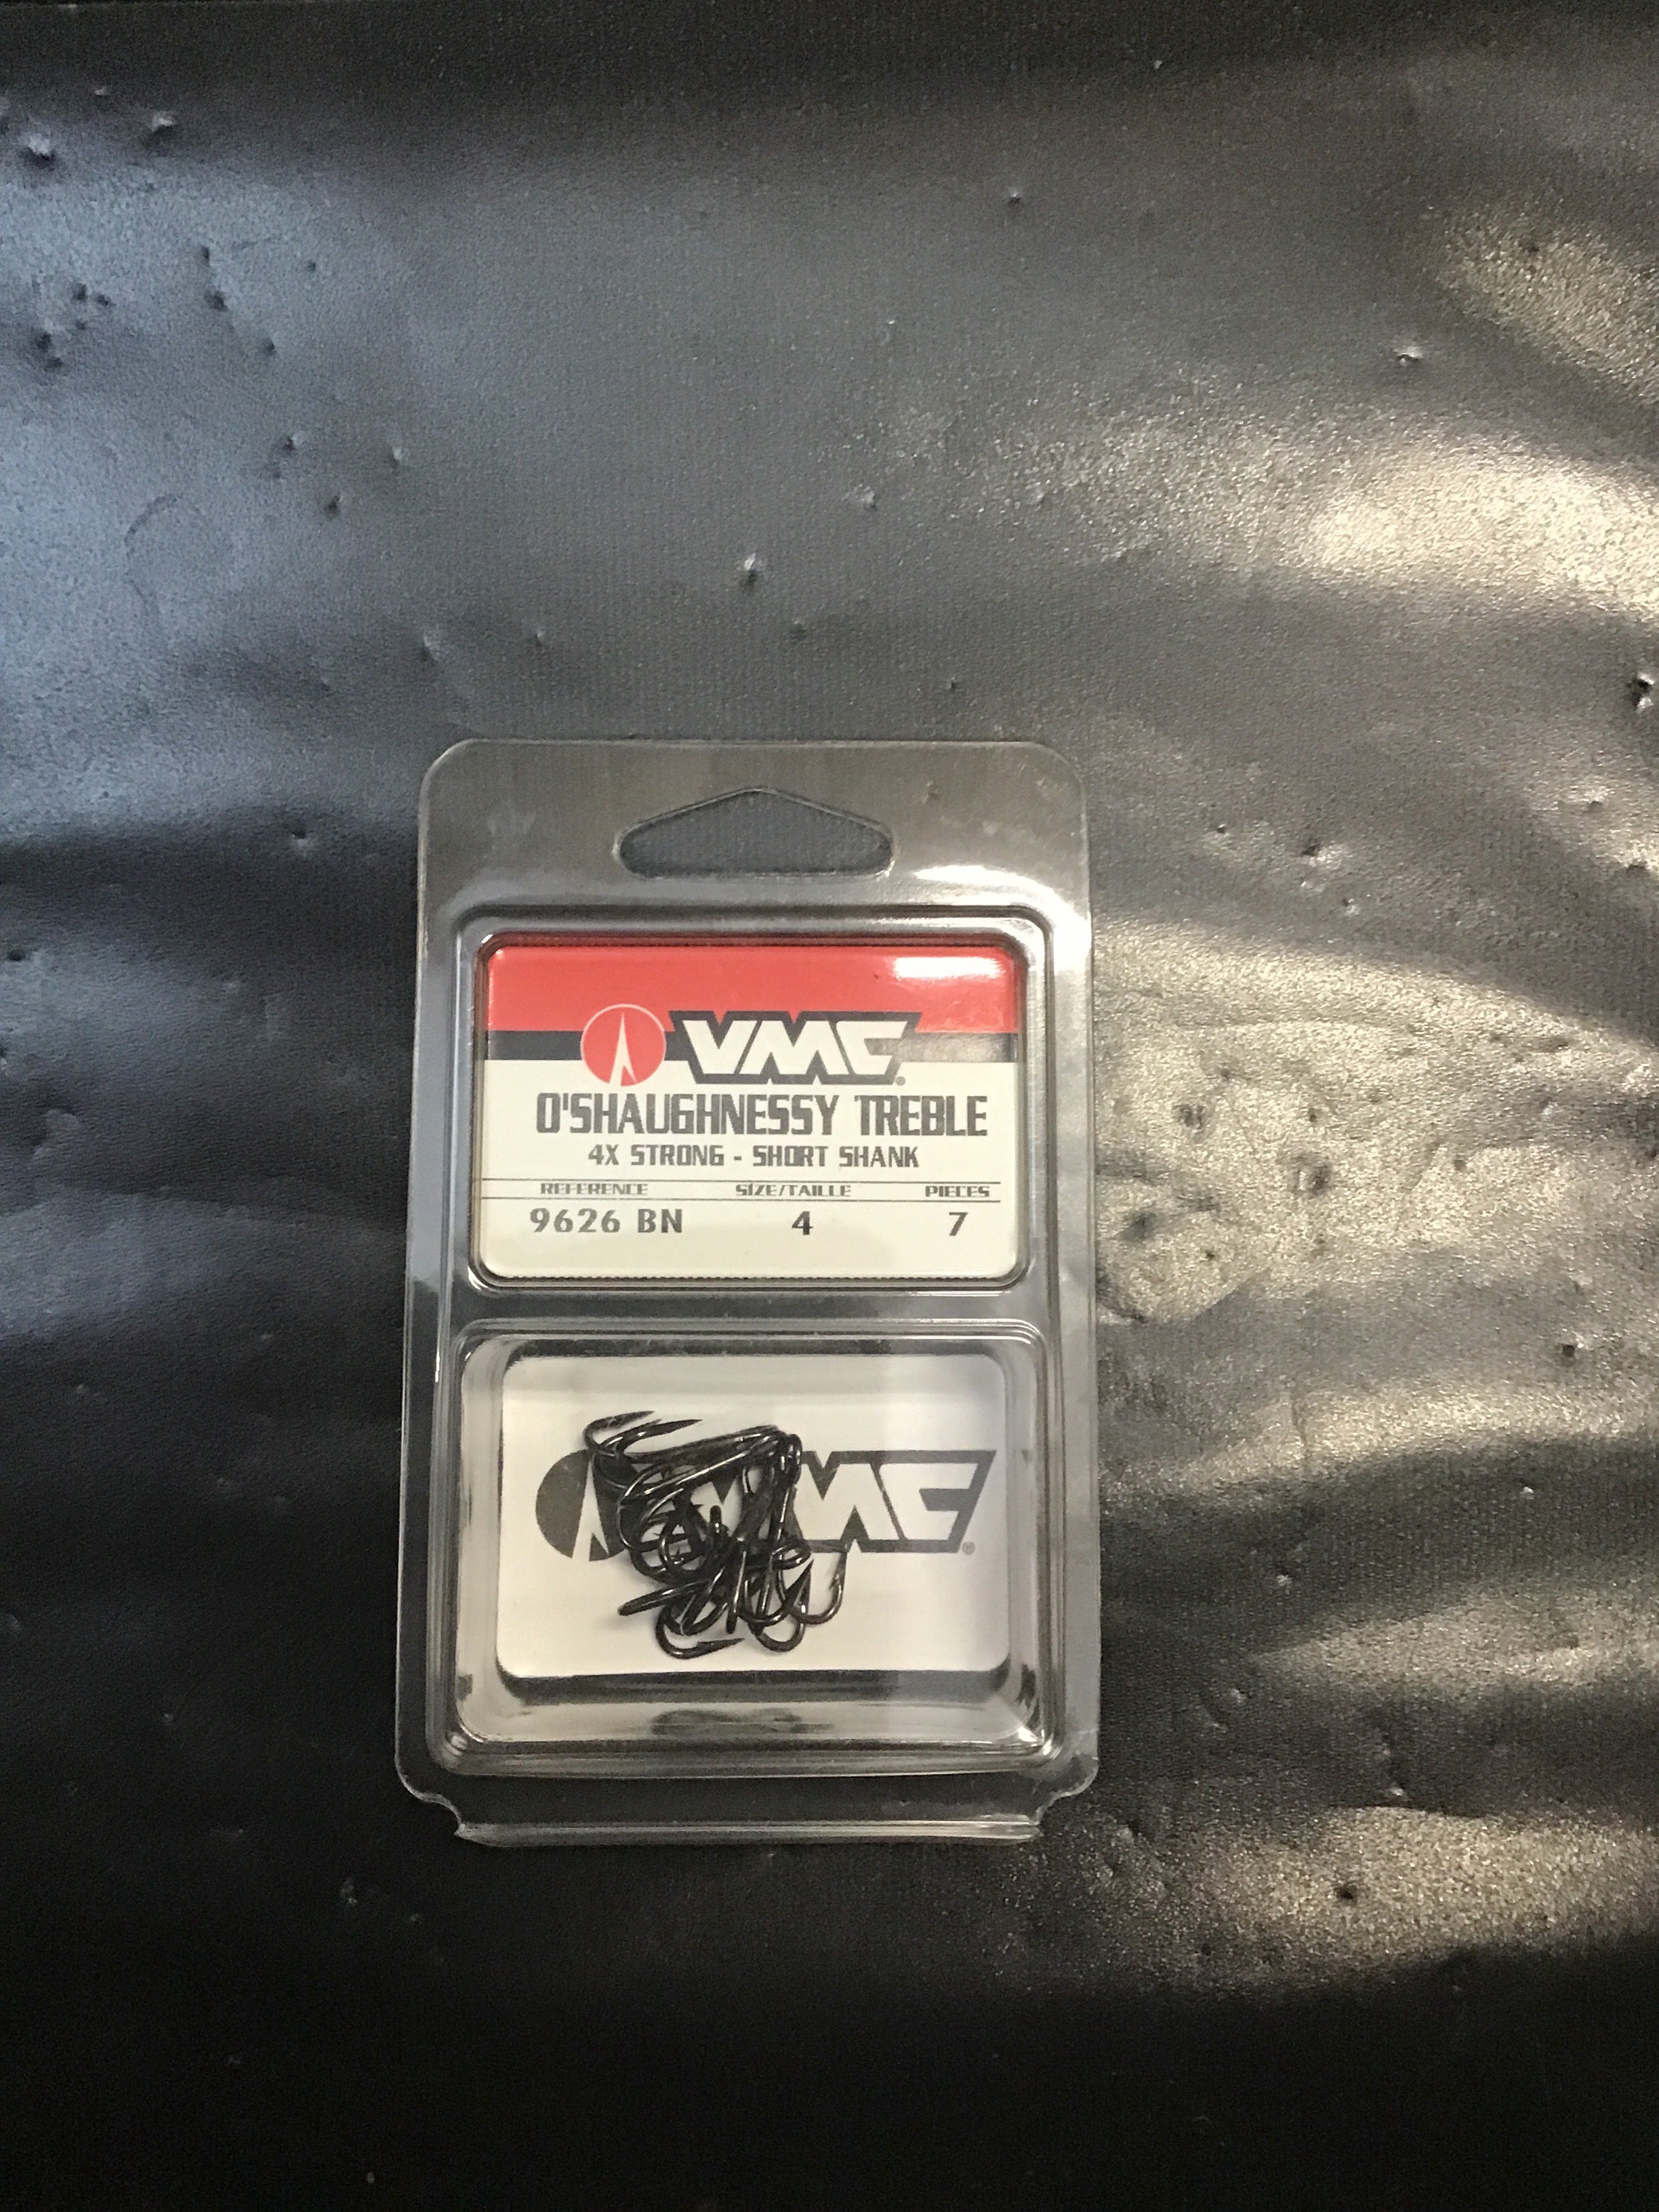 VMC®
O'SHAUGHNESSY TREBLE
4X STRONG - SHORT SHANK
REFERENCE SIZE/TAILLE PIECES
9626 BN 4 7
VMC®